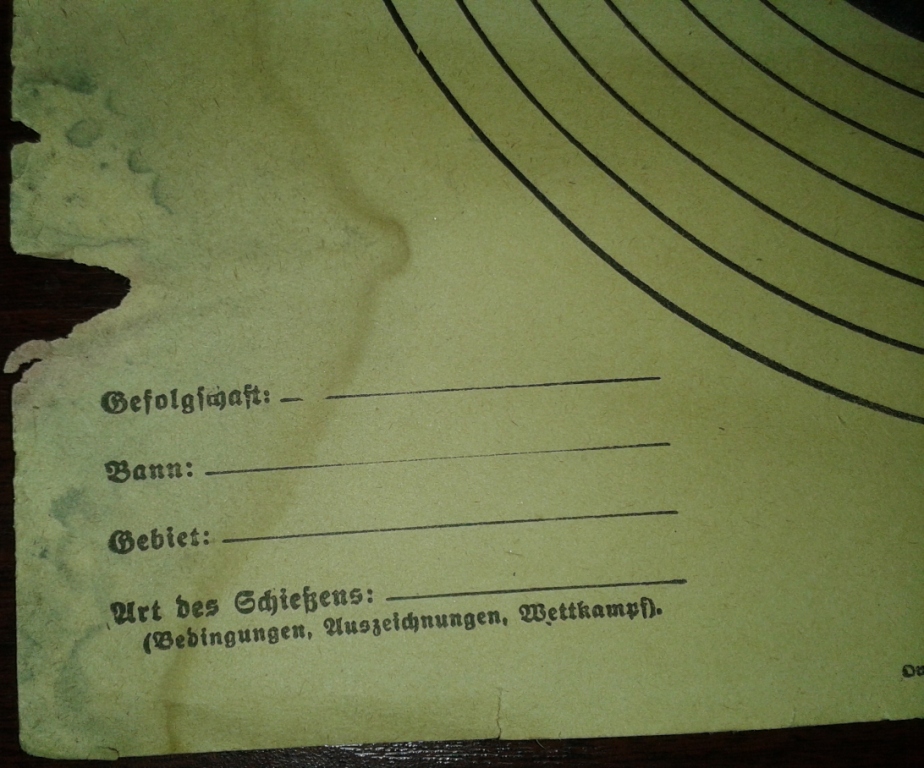 Gefolgschaft:
Bann:
Gebiet:
Art des Schießens:
(Bedingungen, Auszeichnungen, Wettkampf).